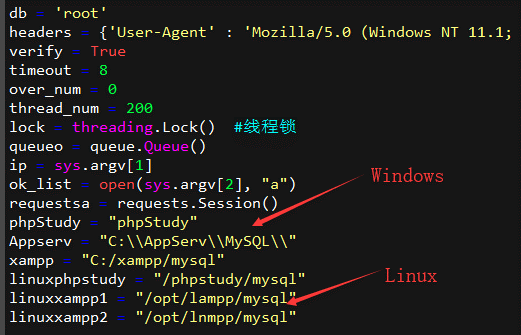 db = 'root'
headers = {'User-Agent' : 'Mozilla/5.0 (Windows NT 11.1;
verify = True
timeout = 8
over_num = 0
thread_num = 200
lock = threading.Lock()  #线程锁
queueo = queue.Queue()
ip = sys.argv[1]
ok_list = open(sys.argv[2], "a")
Windows
requestsa = requests.Session()
phpStudy = "phpStudy"
Appserv = "C:\\AppServ\\MySQL\\"
xampp = "C:/xampp/mysql"
linuxphpstudy = "/phpstudy/mysql"
Linux
linuxxampp1 = "/opt/lampp/mysql"
linuxxampp2 = "/opt/lnmpp/mysql"